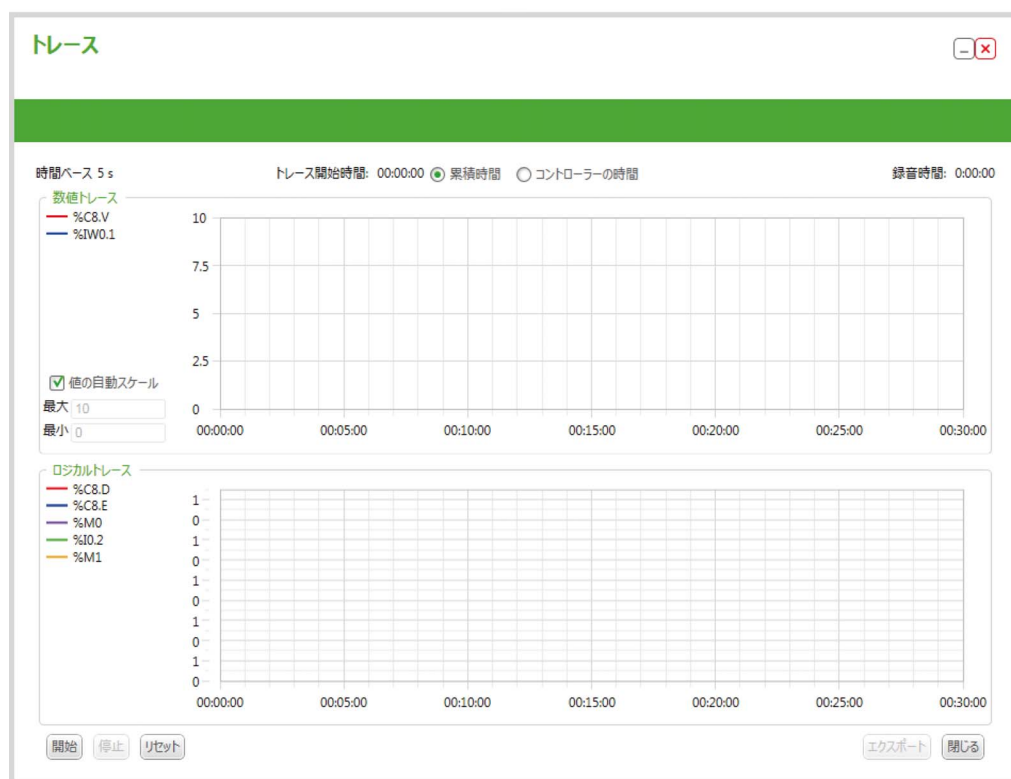 トレース
時間ベース 5 s トレース開始時間: 00:00:00 累積時間 コントローラーの時間 録音時間: 0:00:00
数値トレース
%C8.V
%IW0.1
10
7.5
5
2.5
0
値の自動スケール
最大 10
最小 0
00:00:00 00:05:00 00:10:00 00:15:00 00:20:00 00:25:00 00:30:00
ロジカルトレース
%C8.D
%C8.E
%M0
%I0.2
%M1
1
0
1
0
1
0
1
0
1
0
00:00:00 00:05:00 00:10:00 00:15:00 00:20:00 00:25:00 00:30:00
開始 停止 リセット エクスポート 閉じる